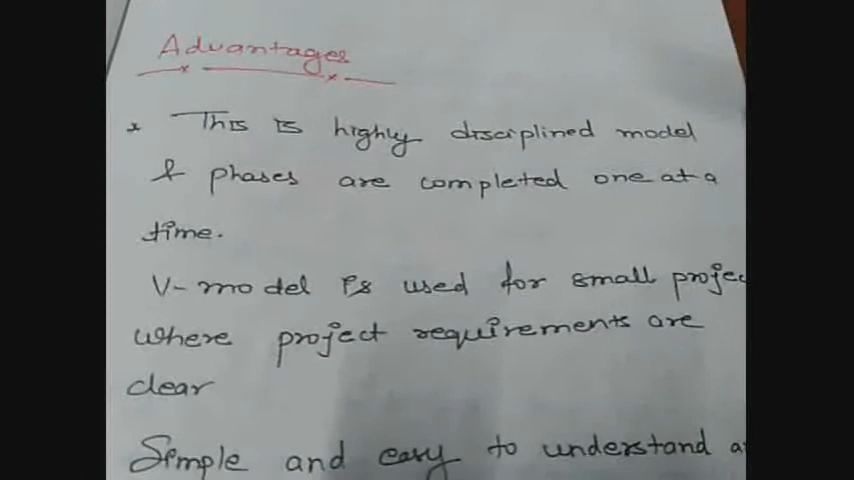 Advantages
* This is highly disciplined model
& phases are completed one at a
time.
V-model is used for small projec
where project requirements are
clear
Simple and easy to understand a